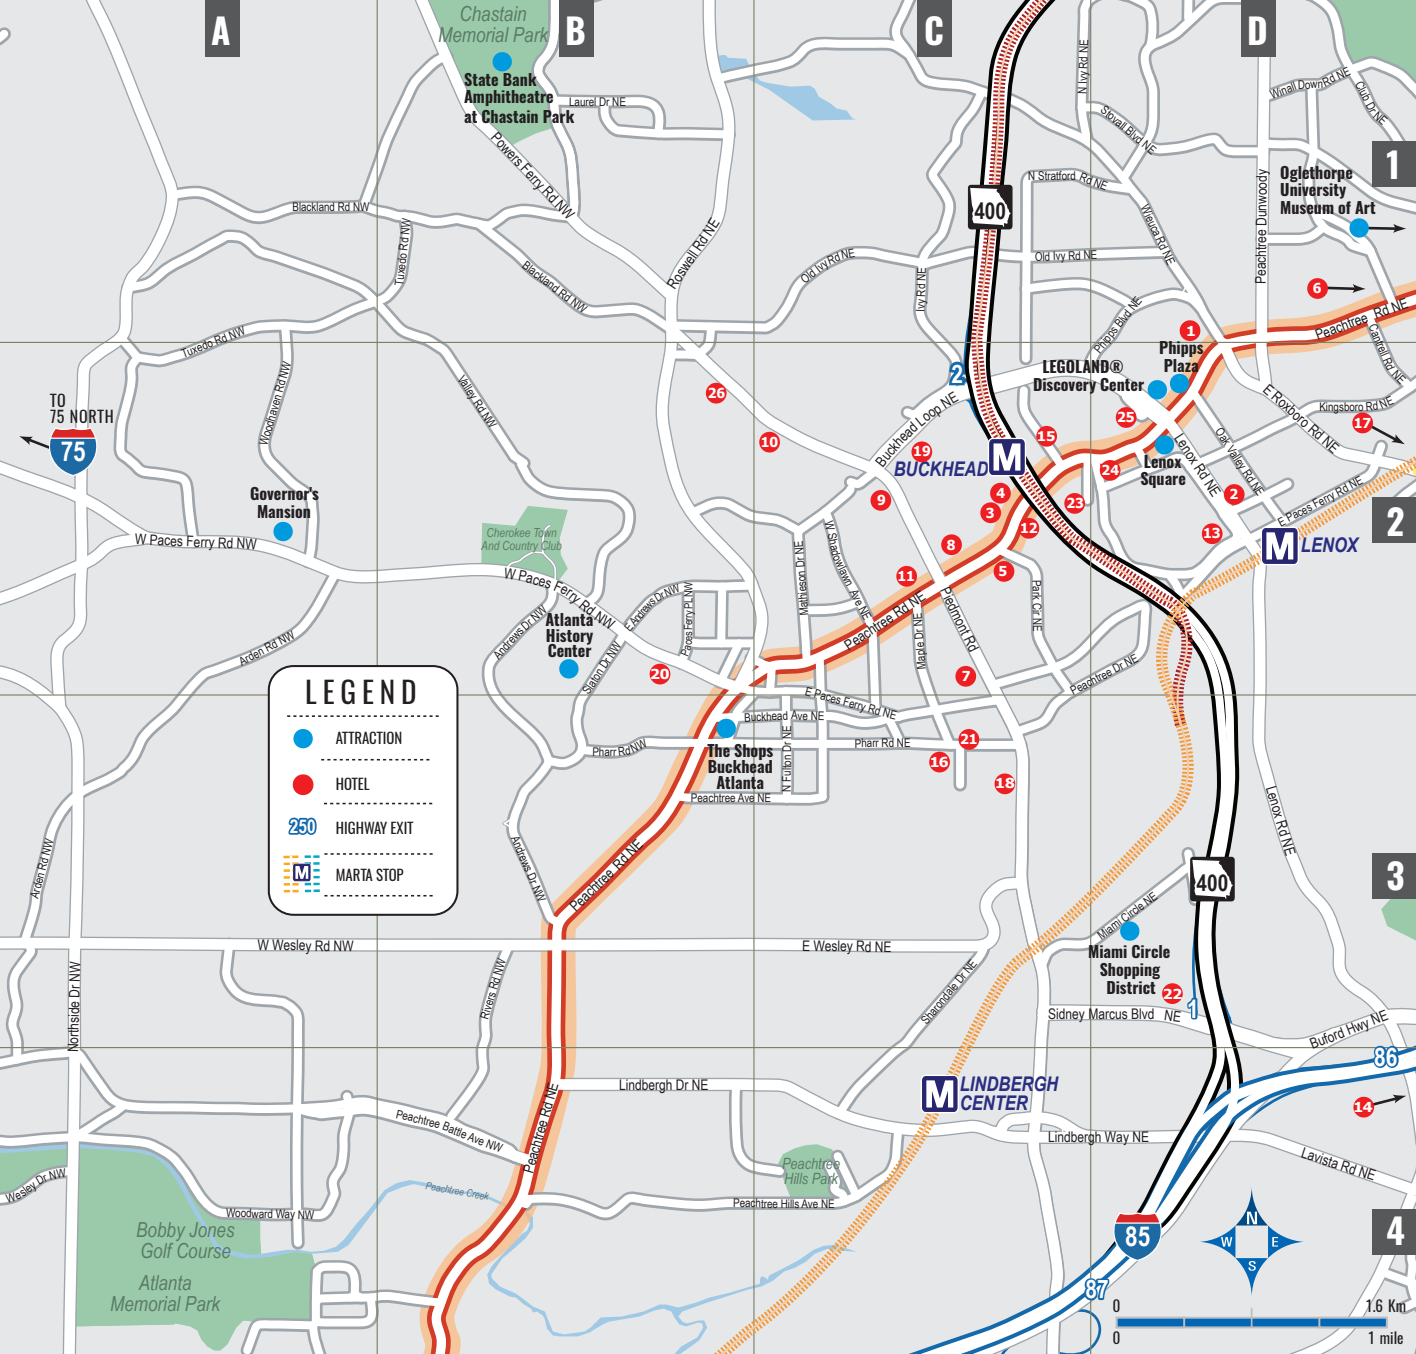 A
B
C
D
1
2
3
4
Chastain
Memorial Park
State Bank
Amphitheatre
at Chastain Park
Laurel Dr NE
Powers Ferry Rd NW
Blackland Rd NW
Tuxedo Rd NW
Blackland Rd NW
Roswell Rd NE
Old Ivy Rd NE
Ivy Rd NE
N Ivy Rd NE
Stovall Blvd NE
N Stratford Rd NE
Wieuca Rd NE
Old Ivy Rd NE
Peachtree Dunwoody
Winall Down Rd NE
Club Dr NE
Oglethorpe
University
Museum of Art
400
6
Peachtree Rd NE
Cantrell Rd NE
Phipps Blvd NE
1
Phipps
Plaza
LEGOLAND®
Discovery Center
2
Tuxedo Rd NW
Woodhaven Rd NW
Valley Rd NW
TO
75 NORTH
75
26
10
Buckhead Loop NE
19
BUCKHEAD
M
15
25
24
Lenox
Square
Lenox Rd NE
Oak Valley Rd NE
E Roxboro Rd NE
Kingsboro Rd NE
17
E Paces Ferry Rd NE
2
13
M
LENOX
9
4
3
23
12
8
5
11
Governor's
Mansion
W Paces Ferry Rd NW
Cherokee Town
And Country Club
W Paces Ferry Rd NW
Andrews Dr NW
E Andrews Dr NW
Paces Ferry PL NW
Slaton Dr NW
Atlanta
History
Center
20
Mathieson Dr NE
W Shadowlawn Ave NE
Peachtree Rd NE
Maple Dr NE
Piedmont Rd
Park Cir NE
Peachtree Dr NE
7
Arden Rd NW
LEGEND
ATTRACTION
HOTEL
250
HIGHWAY EXIT
M
MARTA STOP
E Paces Ferry Rd NE
Buckhead Ave NE
N Fulton Dr NE
Pharr Rd NW
Pharr Rd NE
The Shops
Buckhead
Atlanta
Peachtree Ave NE
21
16
18
Andrews Dr NW
Peachtree Rd NE
Arden Rd NW
Lenox Rd NE
400
W Wesley Rd NW
E Wesley Rd NE
Miami Circle NE
Miami Circle
Shopping
District
22
1
Sidney Marcus Blvd NE
Buford Hwy NE
Northside Dr NW
Rivers Rd NW
Sharondale Dr NE
86
14
Lindbergh Dr NE
M
LINDBERGH
CENTER
Lindbergh Way NE
Lavista Rd NE
Peachtree Battle Ave NW
Peachtree Rd NE
Peachtree
Hills Park
Peachtree Hills Ave NE
Peachtree Creek
Wesley Dr NW
Woodward Way NW
Bobby Jones
Golf Course
Atlanta
Memorial Park
85
87
N
W
E
S
0
1.6 Km
0
1 mile